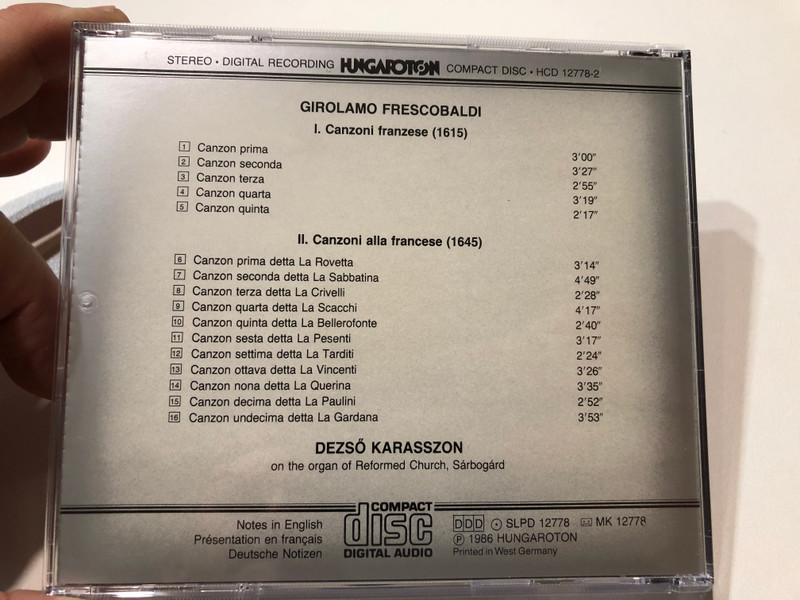 STEREO • DIGITAL RECORDING HUNGAROTON COMPACT DISC • HCD 12778-2
GIROLAMO FRESCOBALDI
I. Canzoni franzese (1615)
1 Canzon prima 3'00"
2 Canzon seconda 3'27"
3 Canzon terza 2'55"
4 Canzon quarta 3'19"
5 Canzon quinta 2'17"
II. Canzoni alla francese (1645)
6 Canzon prima detta La Rovetta 3'14"
7 Canzon seconda detta La Sabbatina 4'49"
8 Canzon terza detta La Crivelli 2'28"
9 Canzon quarta detta La Scacchi 4'17"
10 Canzon quinta detta La Bellerofonte 2'40"
11 Canzon sesta detta La Pesenti 3'17"
12 Canzon settima detta La Tarditi 2'24"
13 Canzon ottava detta La Vincenti 3'26"
14 Canzon nona detta La Querina 3'35"
15 Canzon decima detta La Paulini 2'52"
16 Canzon undecima detta La Gardana 3'53"
DEZSŐ KARASSZON
on the organ of Reformed Church, Sárbogárd
Notes in English
Présentation en français
Deutsche Notizen
COMPACT
disc
DIGITAL AUDIO
DDD SLPD 12778 MK 12778
Ⓟ 1986 HUNGAROTON
Printed in West Germany